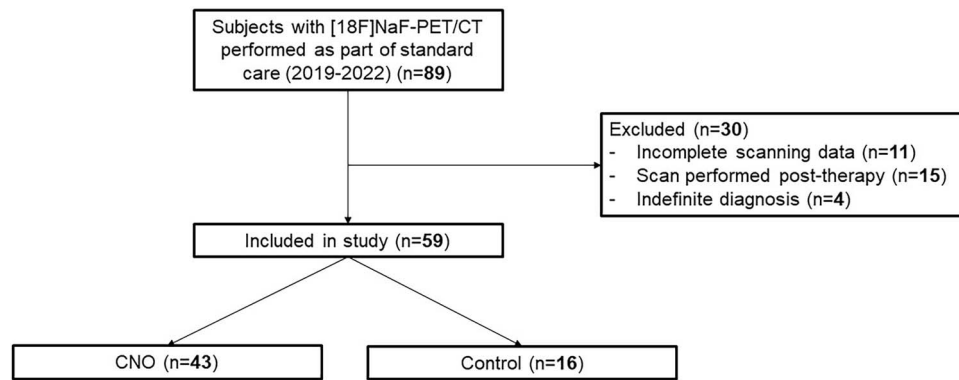 Subjects with [18F]NaF-PET/CT
performed as part of standard
care (2019-2022) (n=89)
Excluded (n=30)
- Incomplete scanning data (n=11)
- Scan performed post-therapy (n=15)
- Indefinite diagnosis (n=4)
Included in study (n=59)
CNO (n=43)
Control (n=16)